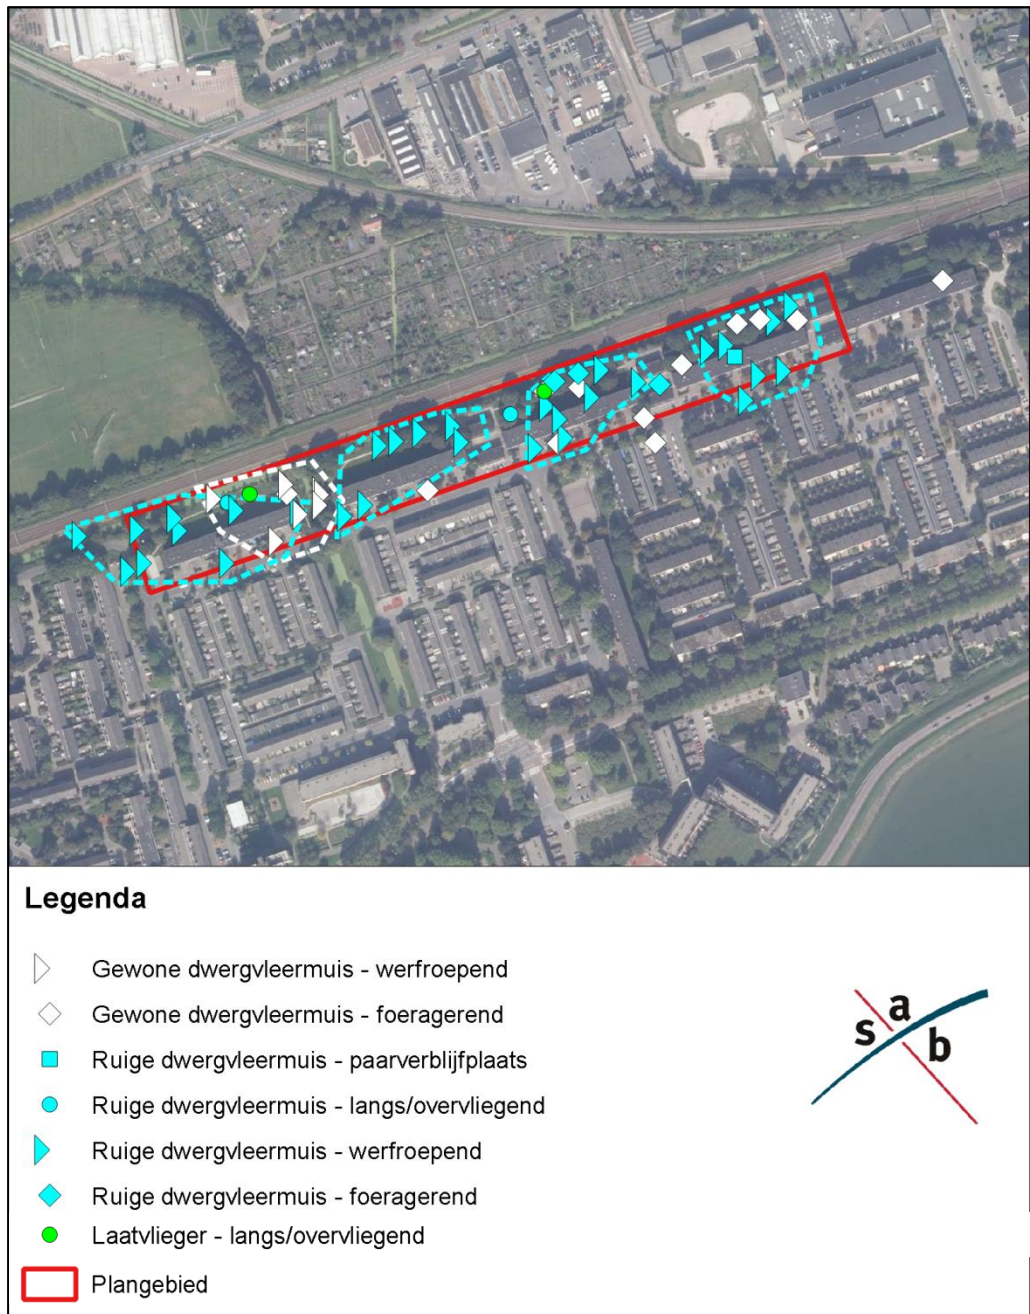 Legenda
Gewone dwergvleermuis - werfroepend
Gewone dwergvleermuis - foeragerend
Ruige dwergvleermuis - paarverblijfplaats
Ruige dwergvleermuis - langs/overvliegend
Ruige dwergvleermuis - werfroepend
Ruige dwergvleermuis - foeragerend
Laatvlieger - langs/overvliegend
Plangebied
s a b